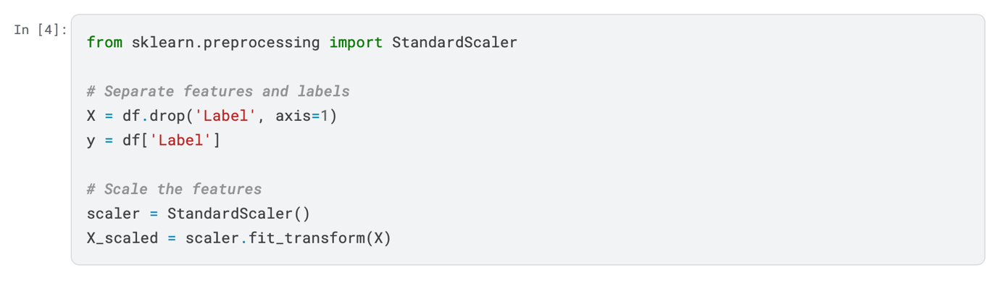 In [4]:
from sklearn.preprocessing import StandardScaler
# Separate features and labels
X = df.drop('Label', axis=1)
y = df['Label']
# Scale the features
scaler = StandardScaler()
X_scaled = scaler.fit_transform(X)